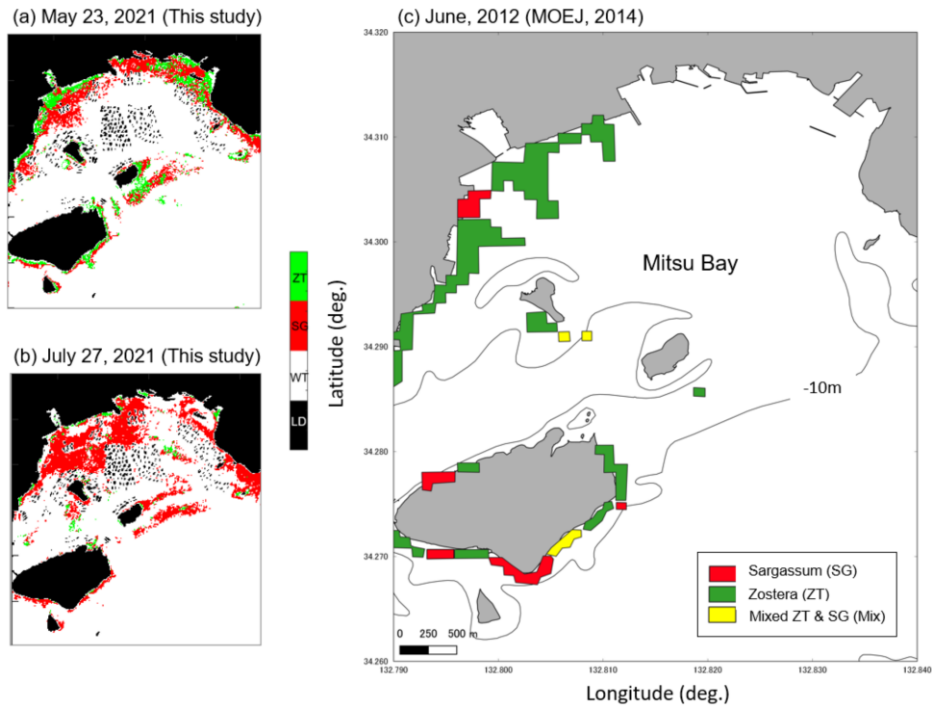 (a) May 23, 2021 (This study)
(c) June, 2012 (MOEJ, 2014)
34.320
34.310
34.300
34.290
34.280
34.270
34.260
ZT
SG
WT
LD
Latitude (deg.)
(b) July 27, 2021 (This study)
Mitsu Bay
-10m
Sargassum (SG)
Zostera (ZT)
Mixed ZT & SG (Mix)
0 250 500 m
132.790 132.800 132.810 132.820 132.830 132.840
Longitude (deg.)